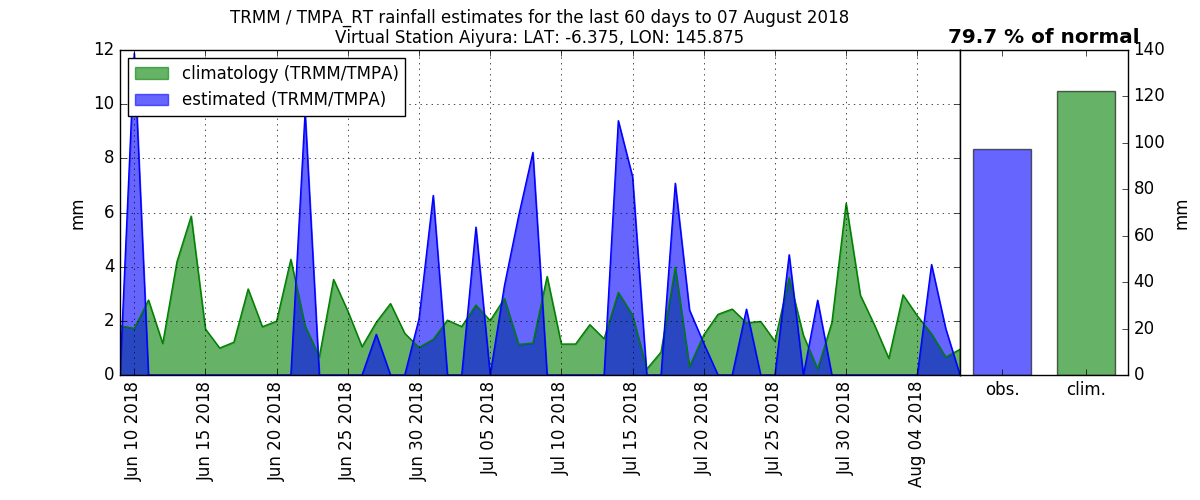 TRMM / TMPA_RT rainfall estimates for the last 60 days to 07 August 2018
Virtual Station Aiyura: LAT: -6.375, LON: 145.875
79.7 % of normal
climatology (TRMM/TMPA)
estimated (TRMM/TMPA)
mm
12
10
8
6
4
2
0
Jun 10 2018
Jun 15 2018
Jun 20 2018
Jun 25 2018
Jun 30 2018
Jul 05 2018
Jul 10 2018
Jul 15 2018
Jul 20 2018
Jul 25 2018
Jul 30 2018
Aug 04 2018
obs.
clim.
140
120
100
80
60
40
20
0
mm